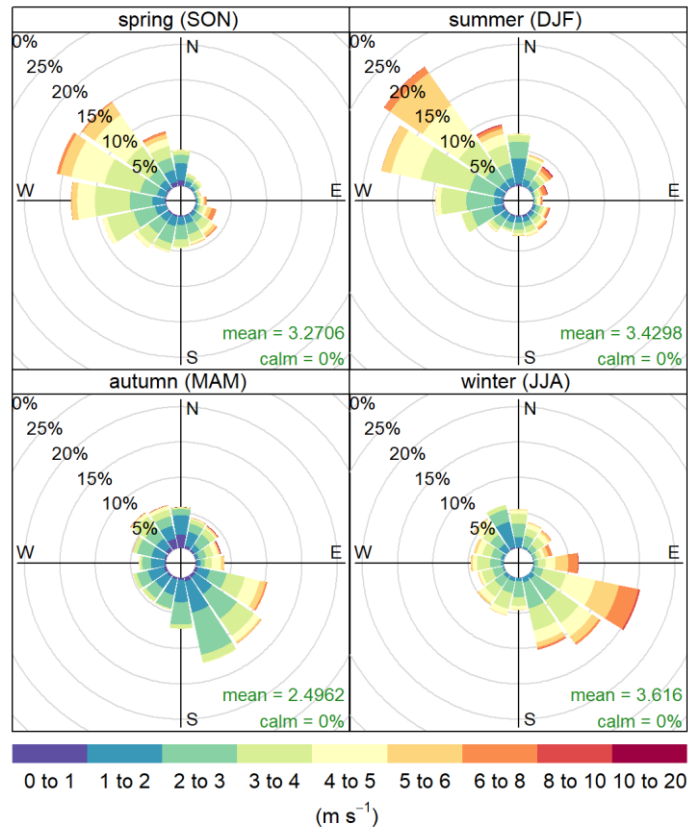 spring (SON)
0%
25%
20%
15%
10%
5%
N
W
E
S
mean = 3.2706
calm = 0%
summer (DJF)
0%
25%
20%
15%
10%
5%
N
W
E
S
mean = 3.4298
calm = 0%
autumn (MAM)
0%
25%
20%
15%
10%
5%
N
W
E
S
mean = 2.4962
calm = 0%
winter (JJA)
0%
25%
20%
15%
10%
5%
N
W
E
S
mean = 3.616
calm = 0%
0 to 1 1 to 2 2 to 3 3 to 4 4 to 5 5 to 6 6 to 8 8 to 10 10 to 20
(m s⁻¹)